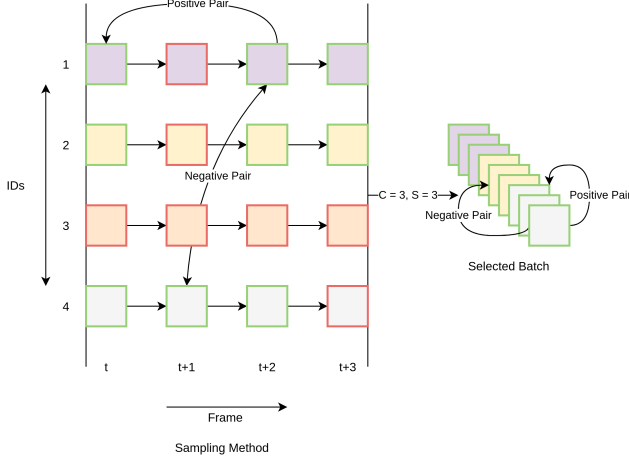 Positive Pair
1
2
IDs
Negative Pair
C = 3, S = 3
Positive Pair
Negative Pair
3
Selected Batch
4
t
t+1
t+2
t+3
Frame
Sampling Method